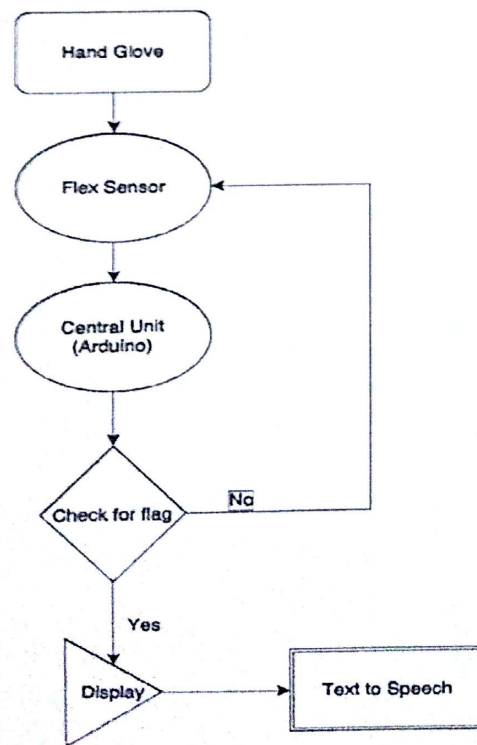 Hand Glove
Flex Sensor
Central Unit
(Arduino)
Check for flag
No
Yes
Display
Text to Speech